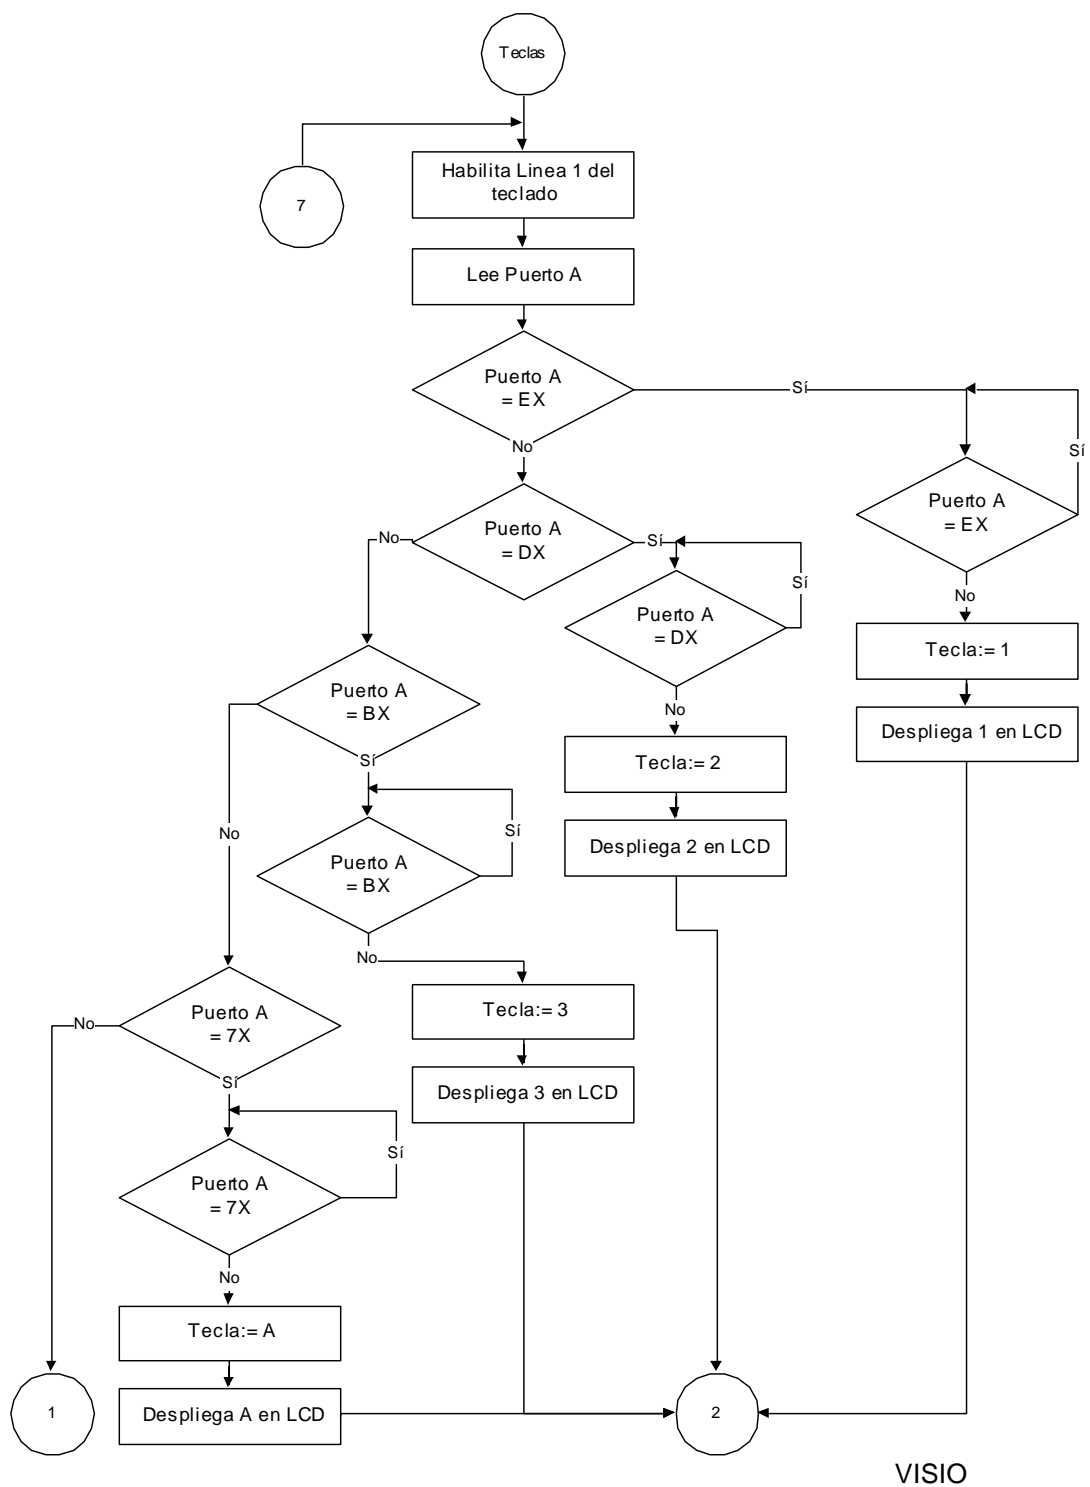 Teclas
7
Habilita Linea 1 del
teclado
Lee Puerto A
Puerto A
= EX
Sí
No
Sí
Puerto A
= EX
Puerto A
= DX
No
Sí
Sí
No
Puerto A
= DX
Tecla:= 1
Puerto A
= BX
No
Despliega 1 en LCD
Sí
Tecla:= 2
No
Sí
Despliega 2 en LCD
Puerto A
= BX
No
Puerto A
= 7X
Tecla:= 3
No
Sí
Despliega 3 en LCD
Sí
Puerto A
= 7X
No
Tecla:= A
1
Despliega A en LCD
2
VISIO